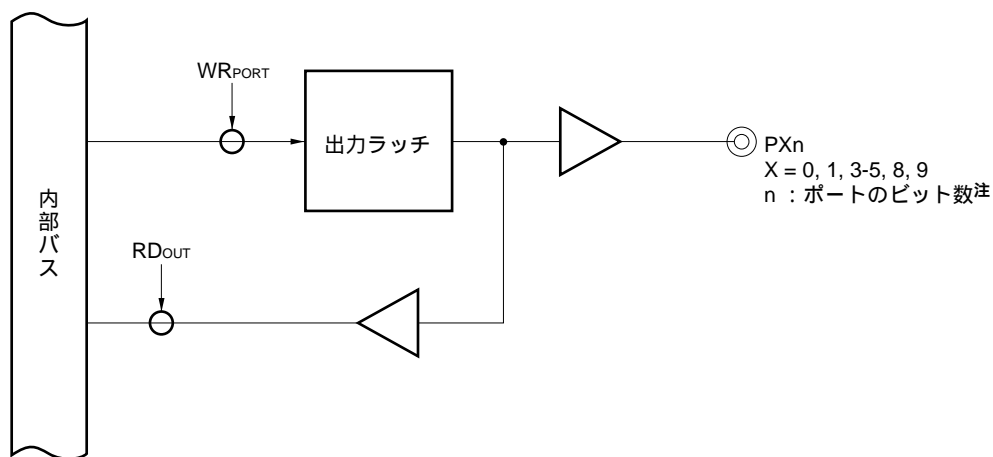 WRPORT
出力ラッチ
PXn
X = 0, 1, 3-5, 8, 9
n : ポートのビット数注
内部バス
RDOUT